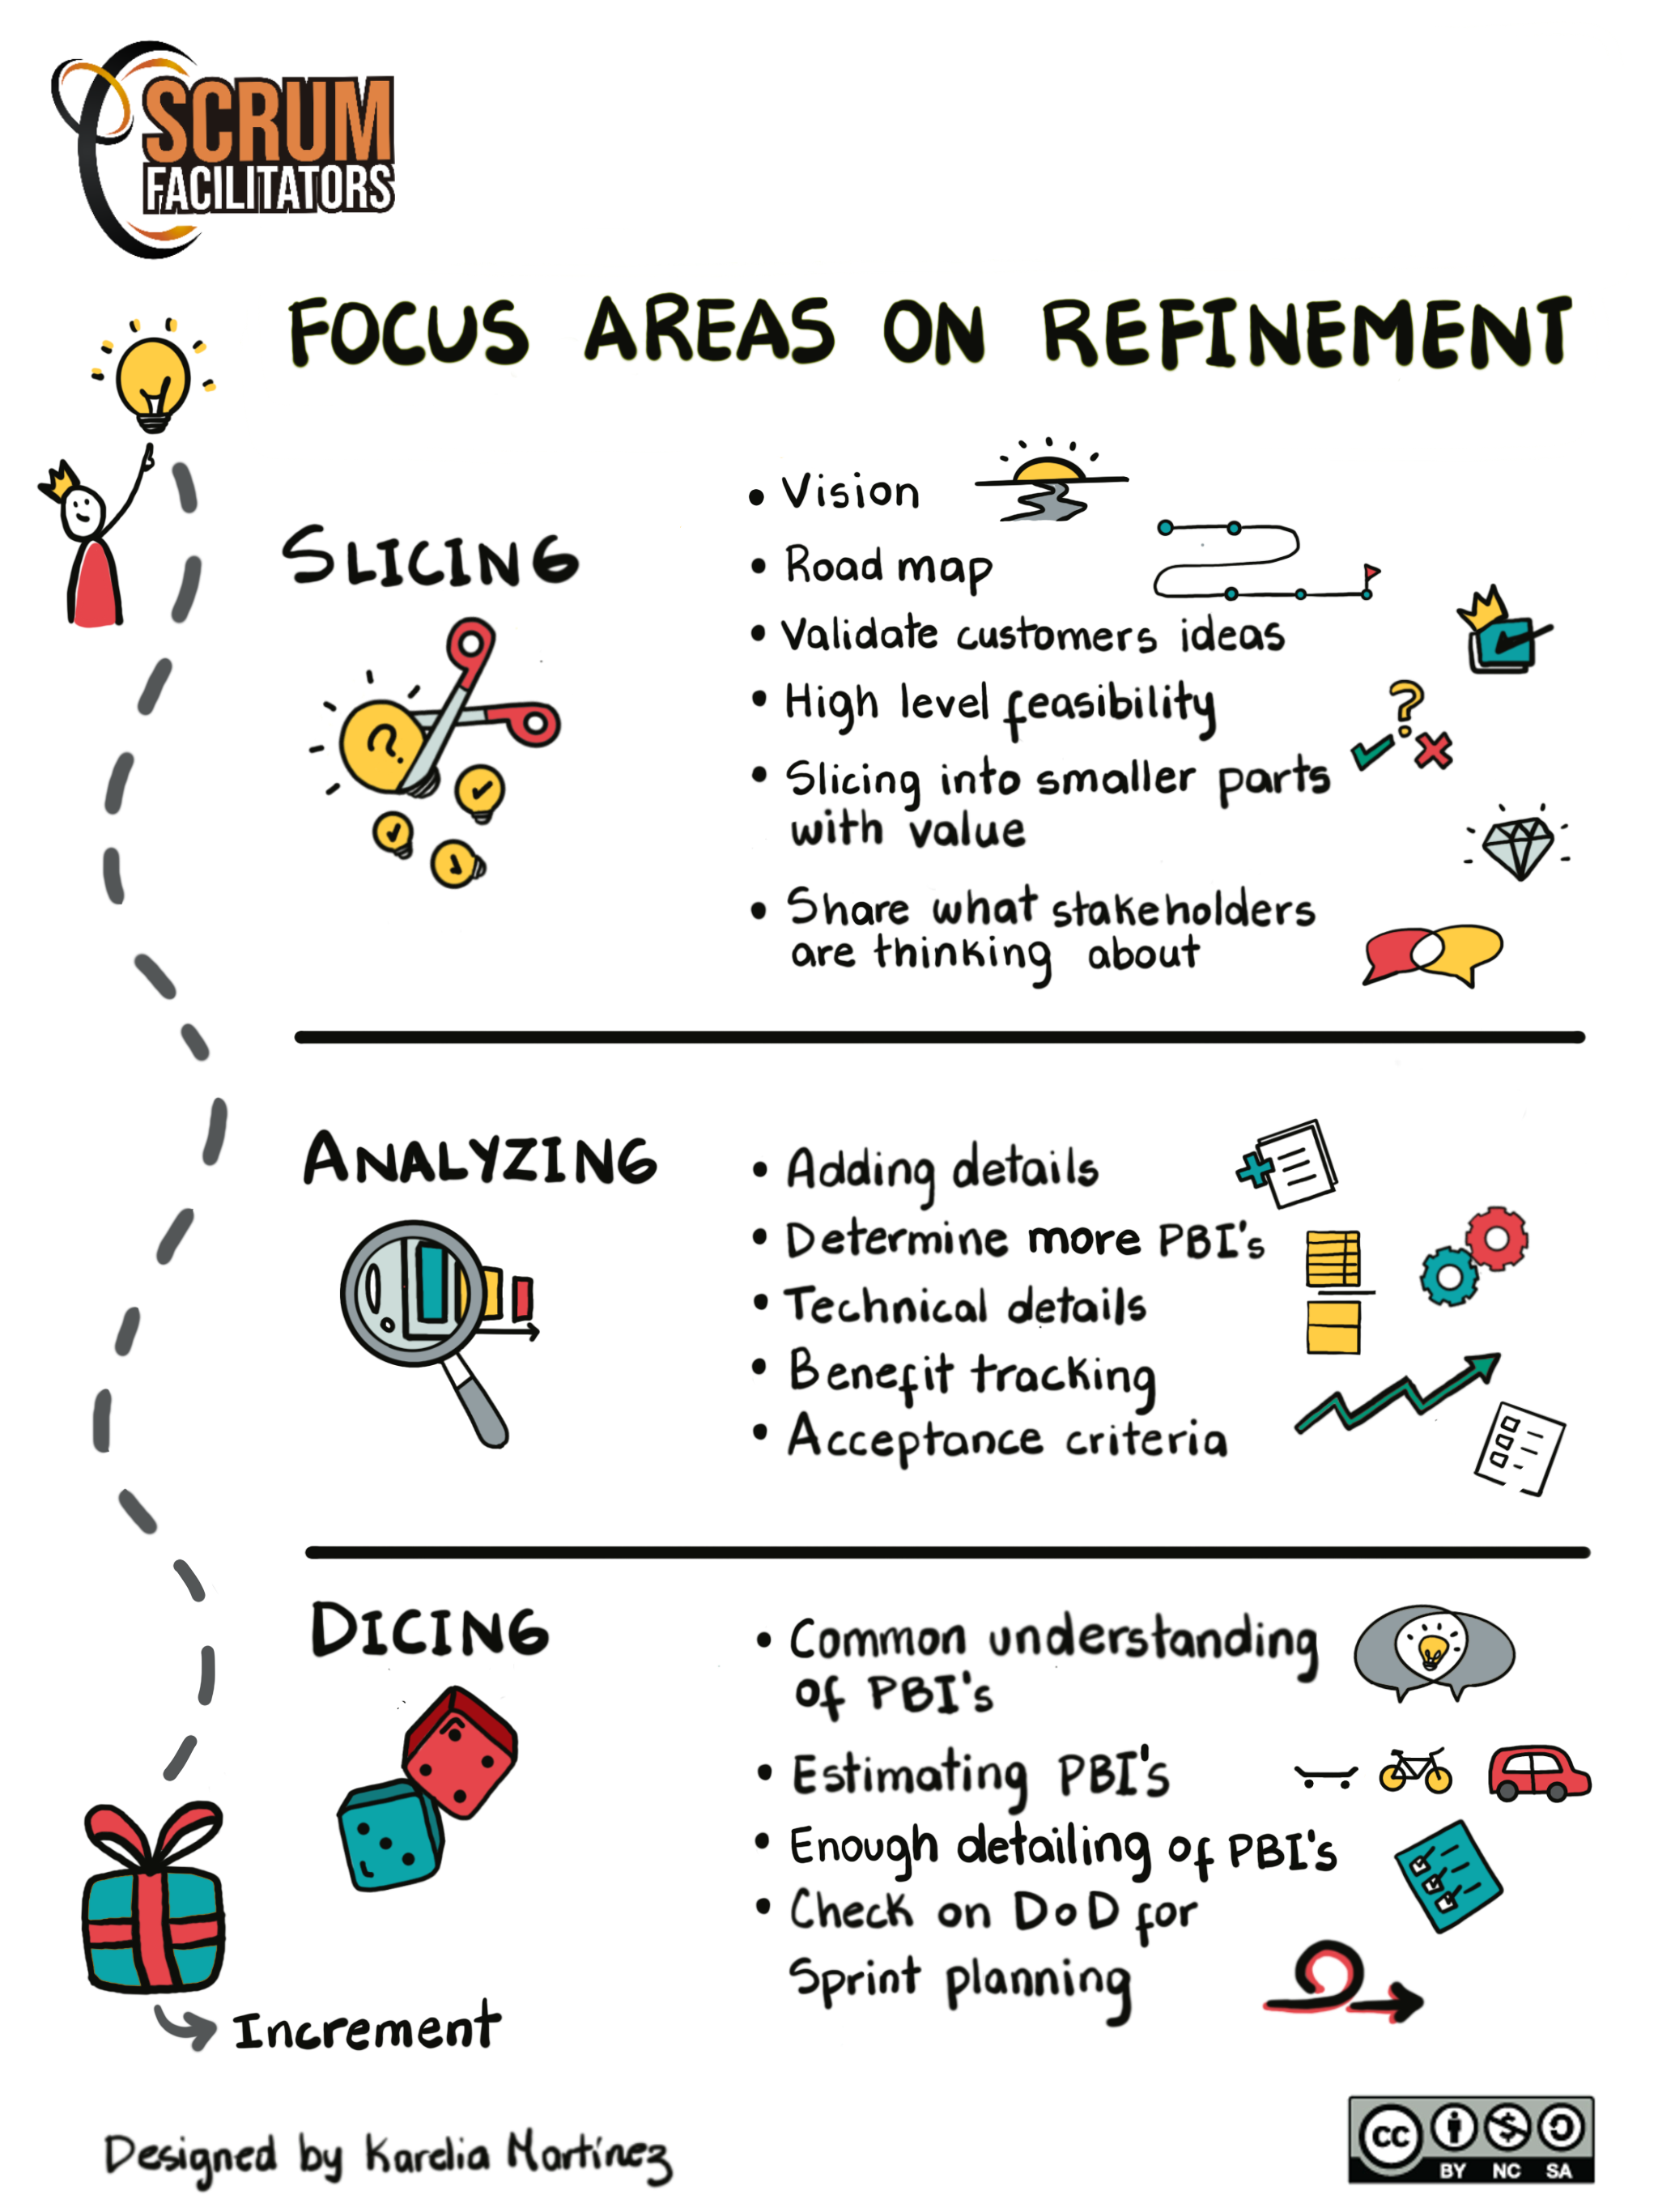 SCRUM
FACILITATORS
FOCUS AREAS ON REFINEMENT
SLICING
• Vision
• Road map
• Validate customers ideas
• High level feasibility
• Slicing into smaller parts
with value
• Share what stakeholders
are thinking about
ANALYZING
• Adding details
• Determine more PBI's
• Technical details
• Benefit tracking
• Acceptance criteria
DICING
• Common understanding
of PBI's
• Estimating PBI's
• Enough detailing of PBI's
• Check on DoD for
Sprint planning
Increment
Designed by Karelia Martínez
CC
BY NC SA